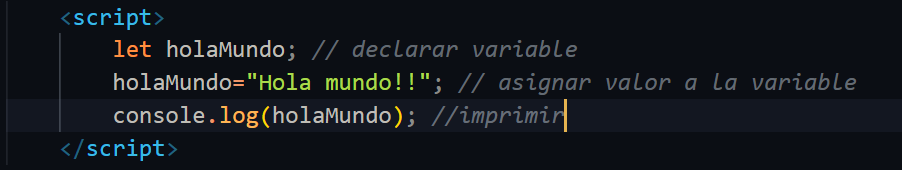 <script>
let holaMundo; // declarar variable
holaMundo="Hola mundo!!"; // asignar valor a la variable
console.log(holaMundo); //imprimir
</script>